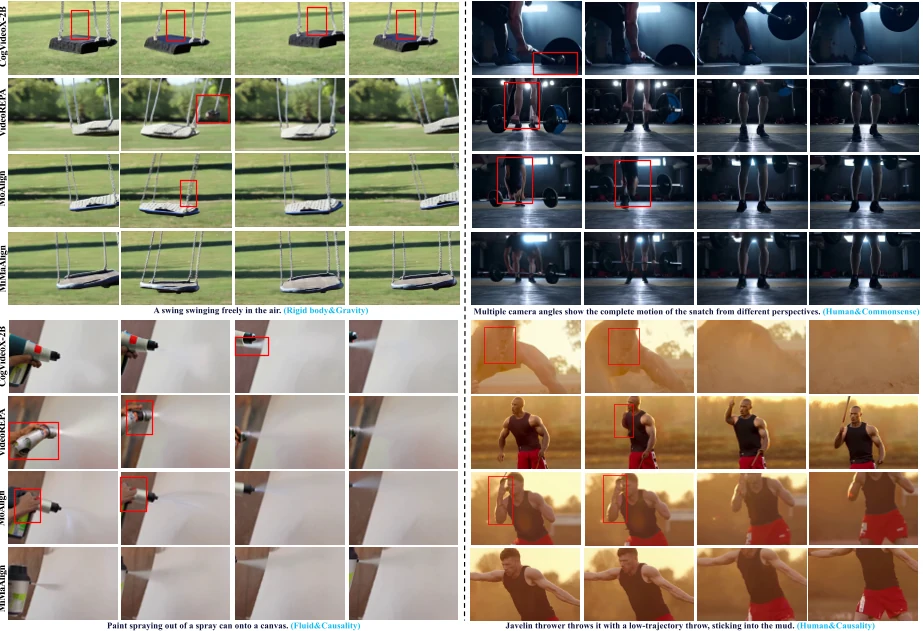 CogVideoX-2B
VideoREPA
MoAlign
MiMaAlign
A swing swinging freely in the air. (Rigid body&Gravity)
Multiple camera angles show the complete motion of the snatch from different perspectives. (Human&Commonsense)
CogVideoX-2B
VideoREPA
MoAlign
MiMaAlign
Paint spraying out of a spray can onto a canvas. (Fluid&Causality)
Javelin thrower throws it with a low-trajectory throw, sticking into the mud. (Human&Causality)